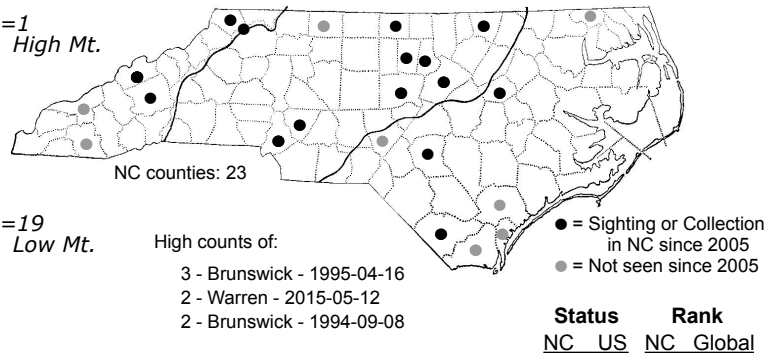 =1
High Mt.
NC counties: 23
=19
Low Mt.
High counts of:
3 - Brunswick - 1995-04-16
2 - Warren - 2015-05-12
2 - Brunswick - 1994-09-08
= Sighting or Collection
in NC since 2005
= Not seen since 2005
Status Rank
NC US NC Global